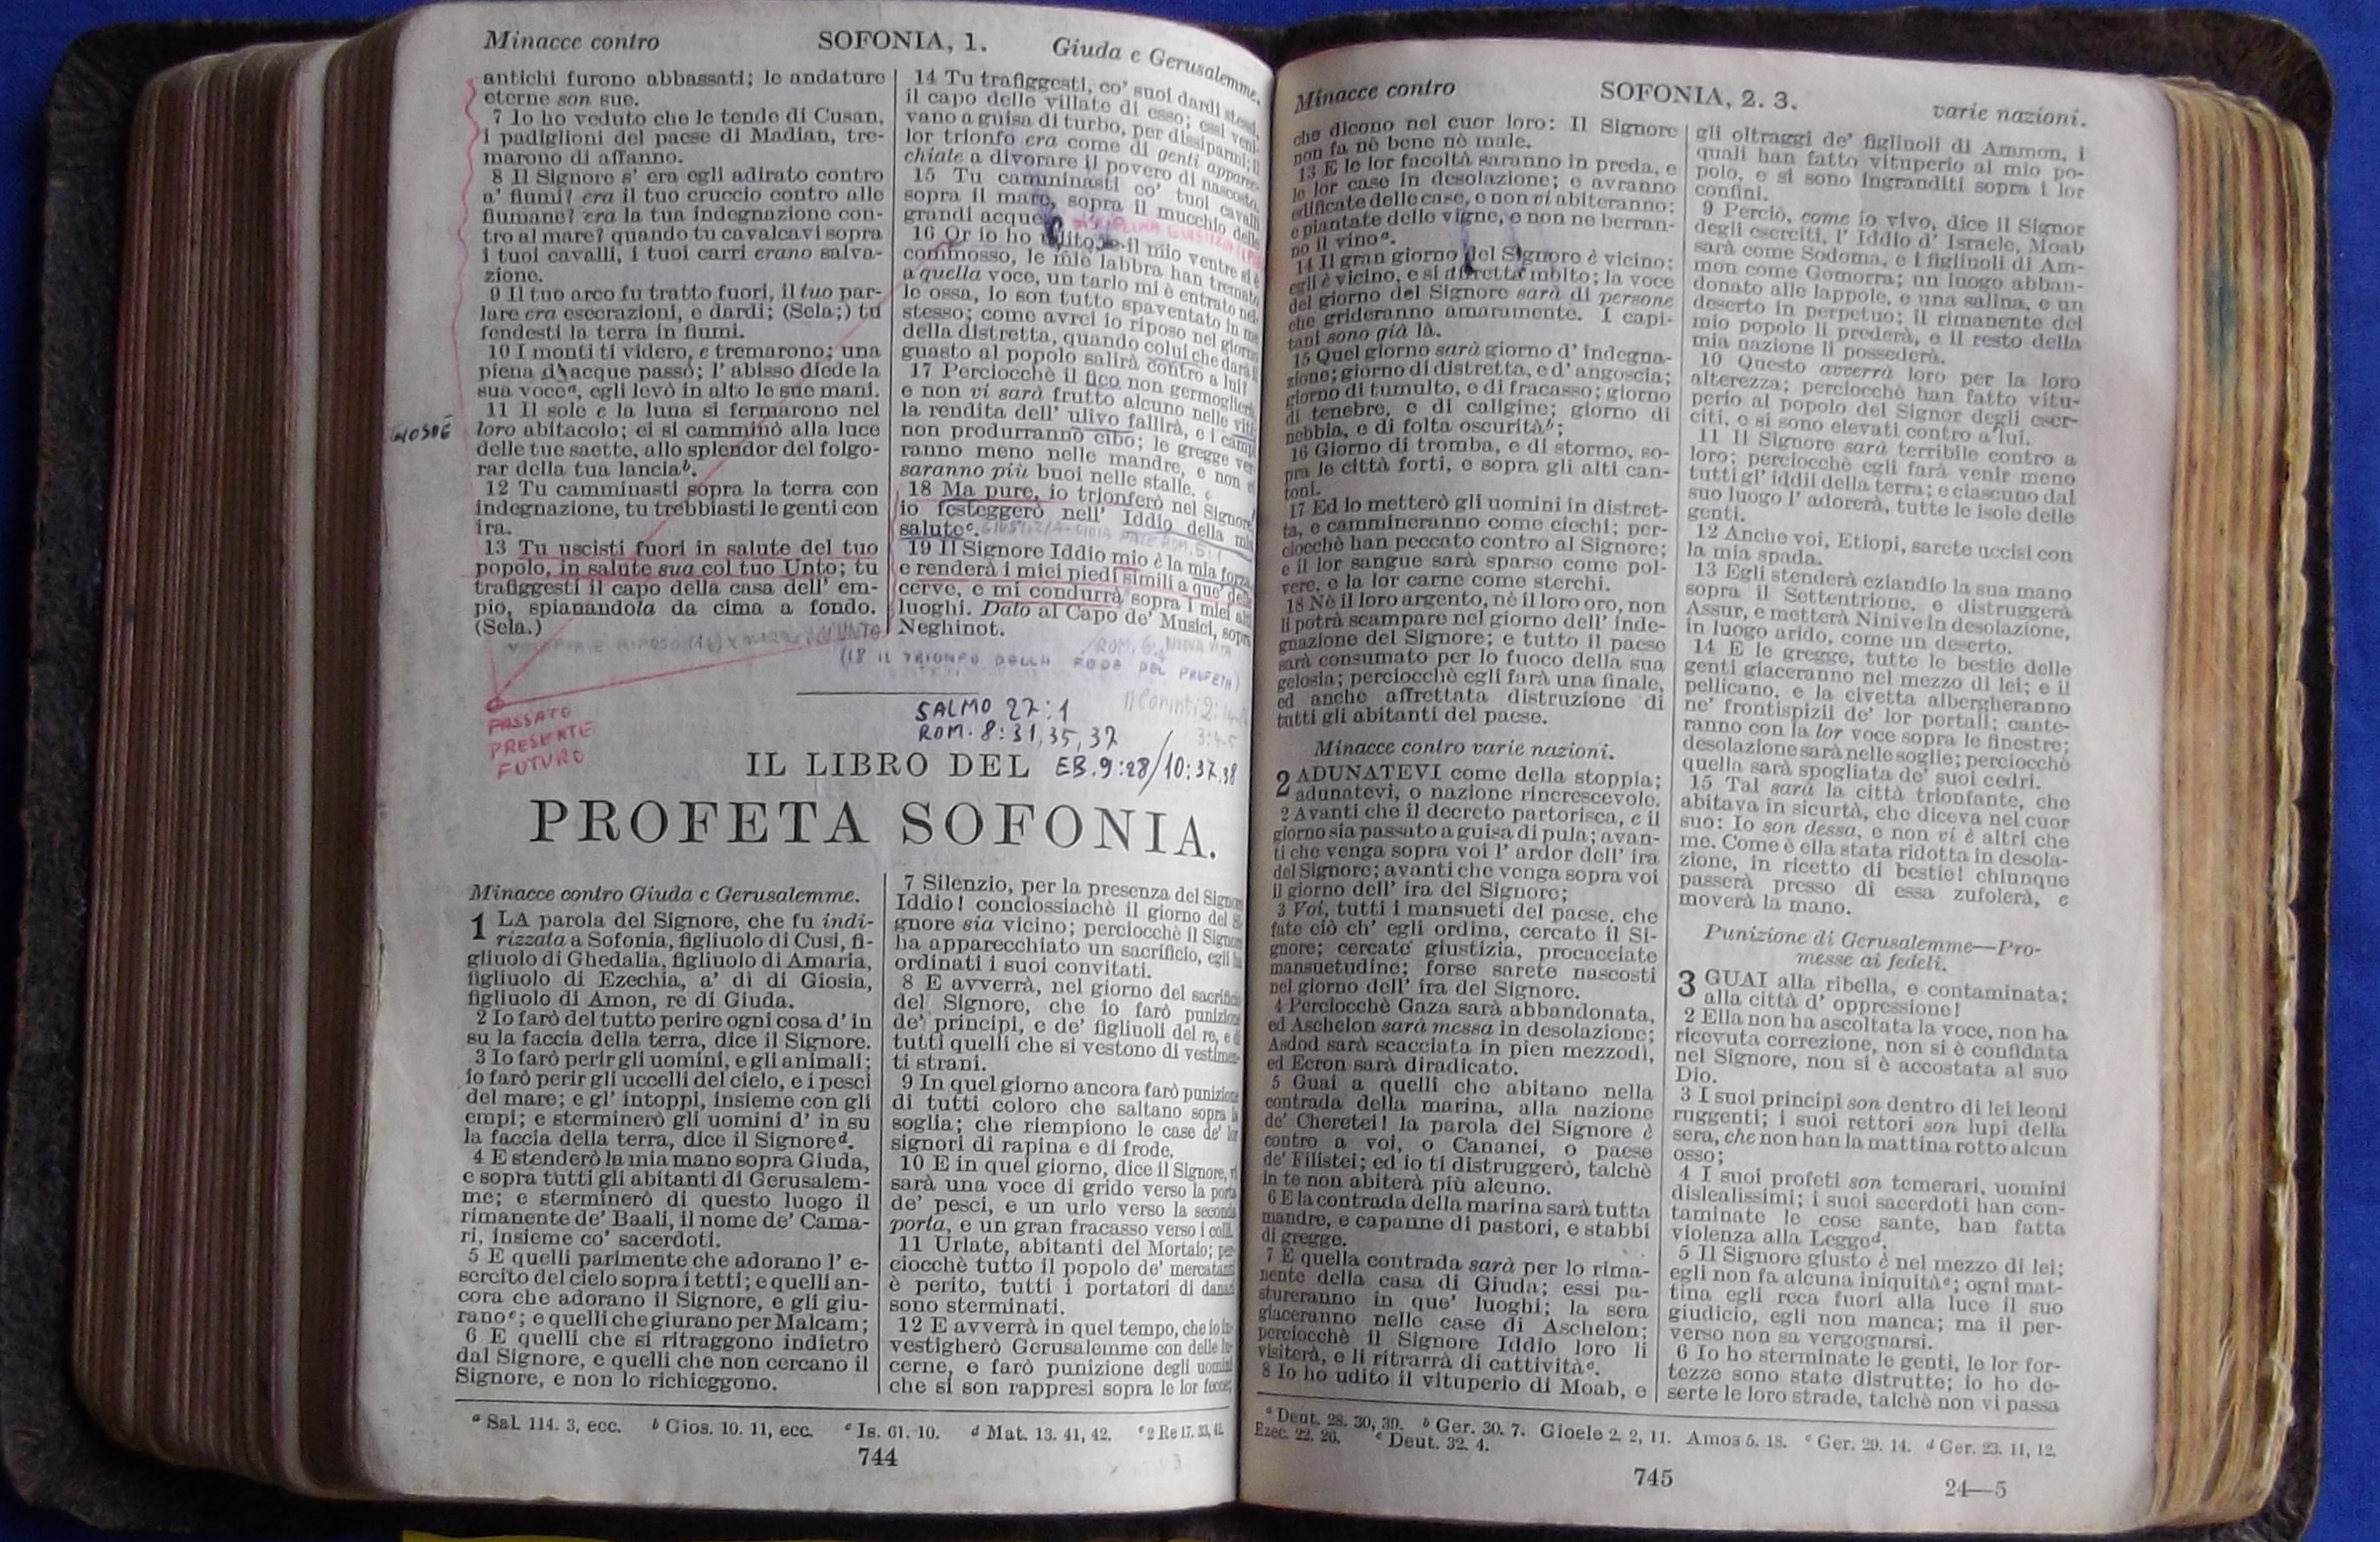 Minacce contro SOFONIA, 1. Giuda e Gerusalemme.
antichi furono abbassati; le andature
eterne son sue.
7 Io ho veduto che le tende di Cusan,
i padiglioni del paese di Madian, tre-
marono di affanno.
8 Il Signore s' era egli adirato contro
a' fiumi? era il tuo cruccio contro alle
fiumane? era la tua indegnazione con-
tro al mare? quando tu cavalcavi sopra
i tuoi cavalli, i tuoi carri erano salva-
zione.
9 Il tuo arco fu tratto fuori, il tuo par-
lare era esecrazioni, e dardi; (Sela;) tu
fendesti la terra in fiumi.
10 I monti ti videro, e tremarono; una
piena d' acque passò; l' abisso diede la
sua voceᵃ, egli levò in alto le sue mani.
11 Il sole e la luna si fermarono nel
loro abitacolo; ei si camminò alla luce
delle tue saette, allo splendor del folgo-
rar della tua lanciaᵇ.
12 Tu camminasti sopra la terra con
indegnazione, tu trebbiasti le genti con
ira.
13 Tu uscisti fuori in salute del tuo
popolo, in salute sua col tuo Unto; tu
trafiggesti il capo della casa dell' em-
pio, spianandola da cima a fondo.
(Sela.)
14 Tu trafiggesti, co' suoi dardi stessi,
il capo delle villate di esso; essi veni-
vano a guisa di turbo, per dissiparmi; il
lor trionfo era come di genti apparec-
chiate a divorare il povero di nascosto.
15 Tu camminasti co' tuoi cavalli
sopra il mare, sopra il mucchio delle
grandi acque
16 Or io ho udito, e il mio ventre si è
commosso, le mie labbra han tremato
a quella voce, un tarlo mi è entrato nel-
le ossa, io son tutto spaventato in me
stesso; come avrei io riposo nel giorno
della distretta, quando colui che darà il
guasto al popolo salirà contro a lui!
17 Perciocchè il fico non germoglierà,
e non vi sarà frutto alcuno nelle viti;
la rendita dell' ulivo fallirà, e i campi
non produrranno cibo; le gregge ver-
ranno meno nelle mandre, e non vi
saranno più buoi nelle stalle.
18 Ma pure, io trionferò nel Signore,
io festeggerò nell' Iddio della mia
saluteᶜ.
19 Il Signore Iddio mio è la mia forza,
e renderà i miei piedi simili a que' delle
cerve, e mi condurrà sopra i miei alti
luoghi. Dato al Capo de' Musici, sopra
Neghinot.
GIOSUÈ
ROM. 6:4 NUOVA VITA
(18 IL TRIONFO DELLA FEDE DEL PROFETA)
PASSATO
PRESENTE
FUTURO
SALMO 27:1
ROM. 8:31,35,37
EB. 9:28/10:37.38
IL LIBRO DEL
PROFETA SOFONIA.
Minacce contro Giuda e Gerusalemme.
1 LA parola del Signore, che fu indi-
rizzata a Sofonia, figliuolo di Cusi, fi-
gliuolo di Ghedalia, figliuolo di Amaria,
figliuolo di Ezechia, a' dì di Giosia,
figliuolo di Amon, re di Giuda.
2 Io farò del tutto perire ogni cosa d' in
su la faccia della terra, dice il Signore.
3 Io farò perir gli uomini, e gli animali;
io farò perir gli uccelli del cielo, e i pesci
del mare; e gl' intoppi, insieme con gli
empi; e sterminerò gli uomini d' in su
la faccia della terra, dice il Signoreᵈ.
4 E stenderò la mia mano sopra Giuda,
e sopra tutti gli abitanti di Gerusalem-
me; e sterminerò di questo luogo il
rimanente de' Baali, il nome de' Cama-
ri, insieme co' sacerdoti.
5 E quelli parimente che adorano l' e-
sercito del cielo sopra i tetti; e quelli an-
cora che adorano il Signore, e gli giu-
ranoᵉ; e quelli che giurano per Malcam;
6 E quelli che si ritraggono indietro
dal Signore, e quelli che non cercano il
Signore, e non lo richieggono.
7 Silenzio, per la presenza del Signore
Iddio! conciossiachè il giorno del Si-
gnore sia vicino; perciocchè il Signore
ha apparecchiato un sacrificio, egli ha
ordinati i suoi convitati.
8 E avverrà, nel giorno del sacrificio
del Signore, che io farò punizione
de' principi, e de' figliuoli del re, e di
tutti quelli che si vestono di vestimen-
ti strani.
9 In quel giorno ancora farò punizione
di tutti coloro che saltano sopra la
soglia; che riempiono le case de' lor
signori di rapina e di frode.
10 E in quel giorno, dice il Signore, vi
sarà una voce di grido verso la porta
de' pesci, e un urlo verso la seconda
porta, e un gran fracasso verso i colli.
11 Urlate, abitanti del Mortaio; per-
ciocchè tutto il popolo de' mercatanti
è perito, tutti i portatori di danari
sono sterminati.
12 E avverrà in quel tempo, che io in-
vestigherò Gerusalemme con delle lu-
cerne, e farò punizione degli uomini
che si son rappresi sopra le lor fecce;
ᵃ Sal. 114. 3, ecc. ᵇ Gios. 10. 11, ecc. ᶜ Is. 61. 10. ᵈ Mat. 13. 41, 42. ᵉ 2 Re 17. 33, 41.
744
Minacce contro SOFONIA, 2. 3. varie nazioni.
che dicono nel cuor loro: Il Signore
non fa nè bene nè male.
13 E le lor facoltà saranno in preda, e
le lor case in desolazione; e avranno
edificate delle case, e non vi abiteranno;
e piantate delle vigne, e non ne berran-
no il vinoᵃ.
14 Il gran giorno del Signore è vicino;
egli è vicino, e si affretta molto; la voce
del giorno del Signore sarà di persone
che grideranno amaramente. I capi-
tani sono già là.
15 Quel giorno sarà giorno d' indegna-
zione; giorno di distretta, e d' angoscia;
giorno di tumulto, e di fracasso; giorno
di tenebre, e di caligine; giorno di
nebbia, e di folta oscuritàᵇ;
16 Giorno di tromba, e di stormo, so-
pra le città forti, e sopra gli alti can-
toni.
17 Ed io metterò gli uomini in distret-
ta, e cammineranno come ciechi; per-
ciocchè han peccato contro al Signore;
e il lor sangue sarà sparso come pol-
vere, e la lor carne come sterchi.
18 Nè il loro argento, nè il loro oro, non
li potrà scampare nel giorno dell' inde-
gnazione del Signore; e tutto il paese
sarà consumato per lo fuoco della sua
gelosia; perciocchè egli farà una finale,
ed anche affrettata distruzione di
tutti gli abitanti del paese.
Minacce contro varie nazioni.
2 ADUNATEVI come della stoppia;
adunatevi, o nazione rincrescevole.
2 Avanti che il decreto partorisca, e il
giorno sia passato a guisa di pula; avan-
ti che venga sopra voi l' ardor dell' ira
del Signore; avanti che venga sopra voi
il giorno dell' ira del Signore;
3 Voi, tutti i mansueti del paese, che
fate ciò ch' egli ordina, cercate il Si-
gnore; cercate giustizia, procacciate
mansuetudine; forse sarete nascosti
nel giorno dell' ira del Signore.
4 Perciocchè Gaza sarà abbandonata,
ed Aschelon sarà messa in desolazione;
Asdod sarà scacciata in pien mezzodì,
ed Ecron sarà diradicato.
5 Guai a quelli che abitano nella
contrada della marina, alla nazione
de' Cheretei! la parola del Signore è
contro a voi, o Cananei, o paese
de' Filistei; ed io ti distruggerò, talchè
in te non abiterà più alcuno.
6 E la contrada della marina sarà tutta
mandre, e capanne di pastori, e stabbi
di gregge.
7 E quella contrada sarà per lo rima-
nente della casa di Giuda; essi pa-
stureranno in que' luoghi; la sera
giaceranno nelle case di Aschelon;
perciocchè il Signore Iddio loro li
visiterà, e li ritrarrà di cattivitàᶜ.
8 Io ho udito il vituperio di Moab, e
gli oltraggi de' figliuoli di Ammon, i
quali han fatto vituperio al mio po-
polo, e si sono ingranditi sopra i lor
confini.
9 Perciò, come io vivo, dice il Signor
degli eserciti, l' Iddio d' Israele, Moab
sarà come Sodoma, e i figliuoli di Am-
mon come Gomorra; un luogo abban-
donato alle lappole, e una salina, e un
deserto in perpetuo; il rimanente del
mio popolo li prederà, e il resto della
mia nazione li possederà.
10 Questo avverrà loro per la loro
alterezza; perciocchè han fatto vitu-
perio al popolo del Signor degli eser-
citi, e si sono elevati contro a lui.
11 Il Signore sarà terribile contro a
loro; perciocchè egli farà venir meno
tutti gl' iddii della terra; e ciascuno dal
suo luogo l' adorerà, tutte le isole delle
genti.
12 Anche voi, Etiopi, sarete uccisi con
la mia spada.
13 Egli stenderà eziandio la sua mano
sopra il Settentrione, e distruggerà
Assur, e metterà Ninive in desolazione,
in luogo arido, come un deserto.
14 E le gregge, tutte le bestie delle
genti giaceranno nel mezzo di lei; e il
pellicano, e la civetta albergheranno
ne' frontispizii de' lor portali; cante-
ranno con la lor voce sopra le finestre;
desolazione sarà nelle soglie; perciocchè
quella sarà spogliata de' suoi cedri.
15 Tal sarà la città trionfante, che
abitava in sicurtà, che diceva nel cuor
suo: Io son dessa, e non vi è altri che
me. Come è ella stata ridotta in desola-
zione, in ricetto di bestie! chiunque
passerà presso di essa zufolerà, e
moverà la mano.
Punizione di Gerusalemme—Pro-
messe ai fedeli.
3 GUAI alla ribella, e contaminata;
alla città d' oppressione!
2 Ella non ha ascoltata la voce, non ha
ricevuta correzione, non si è confidata
nel Signore, non si è accostata al suo
Dio.
3 I suoi principi son dentro di lei leoni
ruggenti; i suoi rettori son lupi della
sera, che non han la mattina rotto alcun
osso;
4 I suoi profeti son temerari, uomini
dislealissimi; i suoi sacerdoti han con-
taminate le cose sante, han fatta
violenza alla Leggeᵈ.
5 Il Signore giusto è nel mezzo di lei;
egli non fa alcuna iniquitàᵉ; ogni mat-
tina egli reca fuori alla luce il suo
giudicio, egli non manca; ma il per-
verso non sa vergognarsi.
6 Io ho sterminate le genti, le lor for-
tezze sono state distrutte; io ho de-
serte le loro strade, talchè non vi passa
ᵃ Deut. 28. 30, 39. ᵇ Ger. 30. 7. Gioele 2. 2, 11. Amos 5. 18. ᶜ Ger. 29. 14. ᵈ Ger. 23. 11, 12.
Ezec. 22. 26. ᵉ Deut. 32. 4.
745 24—5